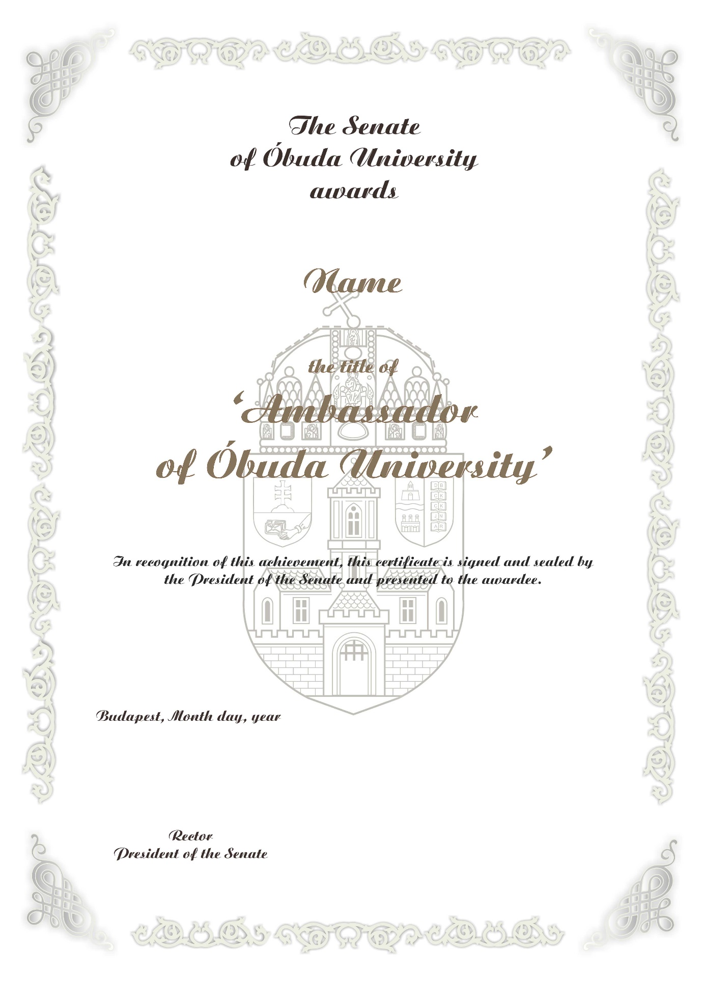 The Senate
of Óbuda University
awards
Name
the title of
‘Ambassador
of Óbuda University’
D B
C K
C K
J N
A R
In recognition of this achievement, this certificate is signed and sealed by
the President of the Senate and presented to the awardee.
Budapest, Month day, year
Rector
President of the Senate